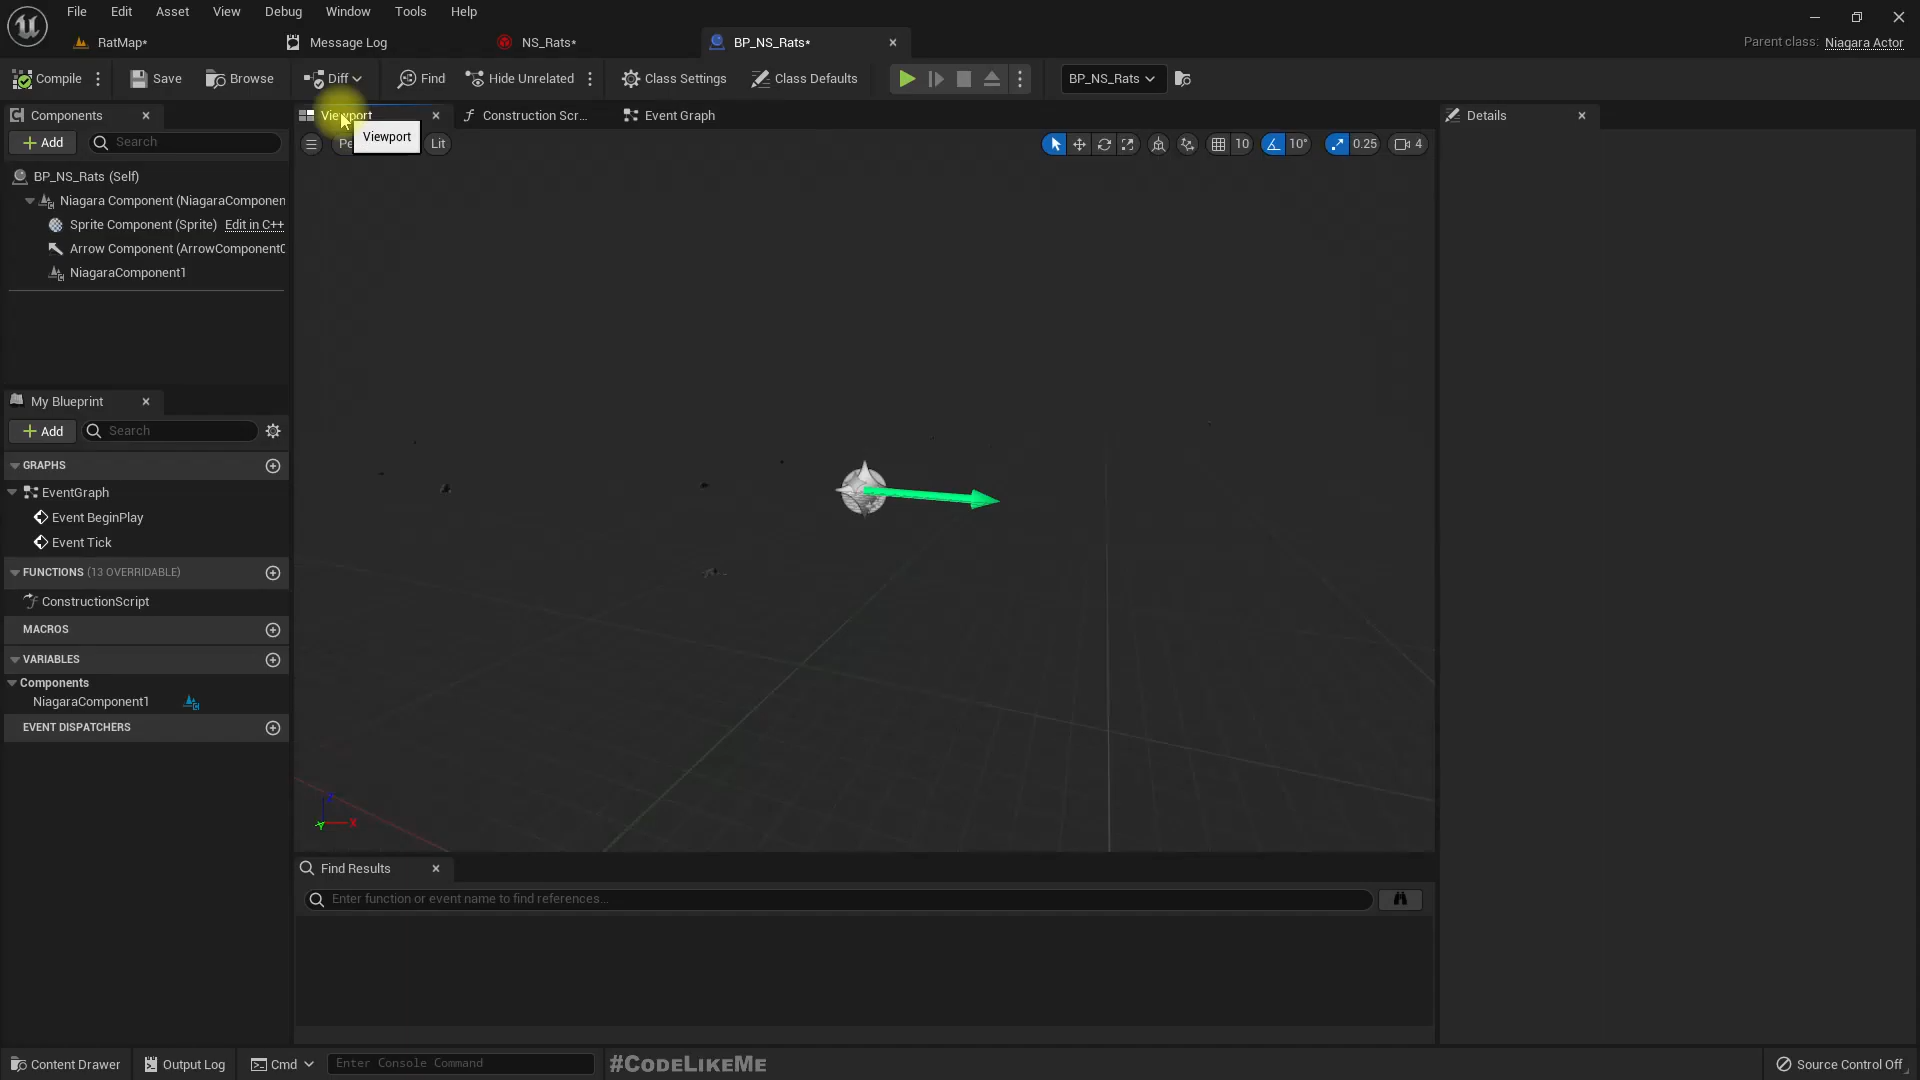 File Edit Asset View Debug Window Tools Help
RatMap* Message Log NS_Rats* BP_NS_Rats* Parent class: Niagara Actor
Compile Save Browse Diff Find Hide Unrelated Class Settings Class Defaults BP_NS_Rats
Components
Add Search
BP_NS_Rats (Self)
Niagara Component (NiagaraComponen
Sprite Component (Sprite) Edit in C++
Arrow Component (ArrowComponent
NiagaraComponent1
My Blueprint
Add Search
GRAPHS
EventGraph
Event BeginPlay
Event Tick
FUNCTIONS (13 OVERRIDABLE)
ConstructionScript
MACROS
VARIABLES
Components
NiagaraComponent1
EVENT DISPATCHERS
Viewport Construction Scr... Event Graph
Viewport
Pe Lit 10 10° 0.25 4
Z
Y X
Find Results
Enter function or event name to find references...
Details
Content Drawer Output Log Cmd Enter Console Command #CodeLikeMe Source Control Off